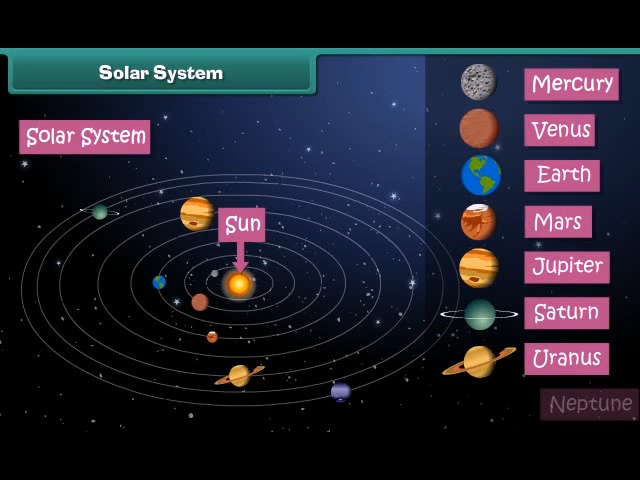 Solar System
Solar System
Sun
Mercury
Venus
Earth
Mars
Jupiter
Saturn
Uranus
Neptune